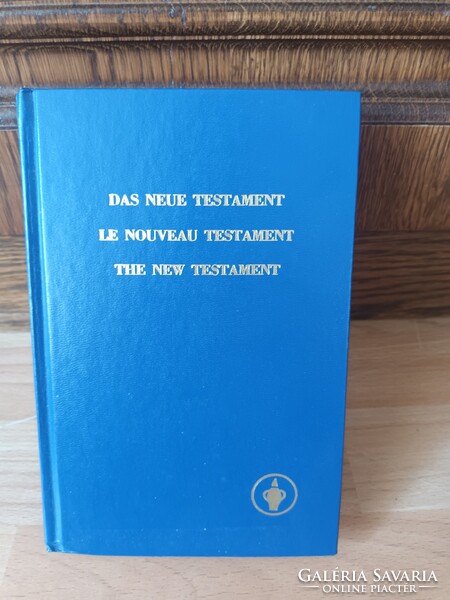 DAS NEUE TESTAMENT
LE NOUVEAU TESTAMENT
THE NEW TESTAMENT
GALÉRIA SAVARIA
ONLINE PIACTÉR